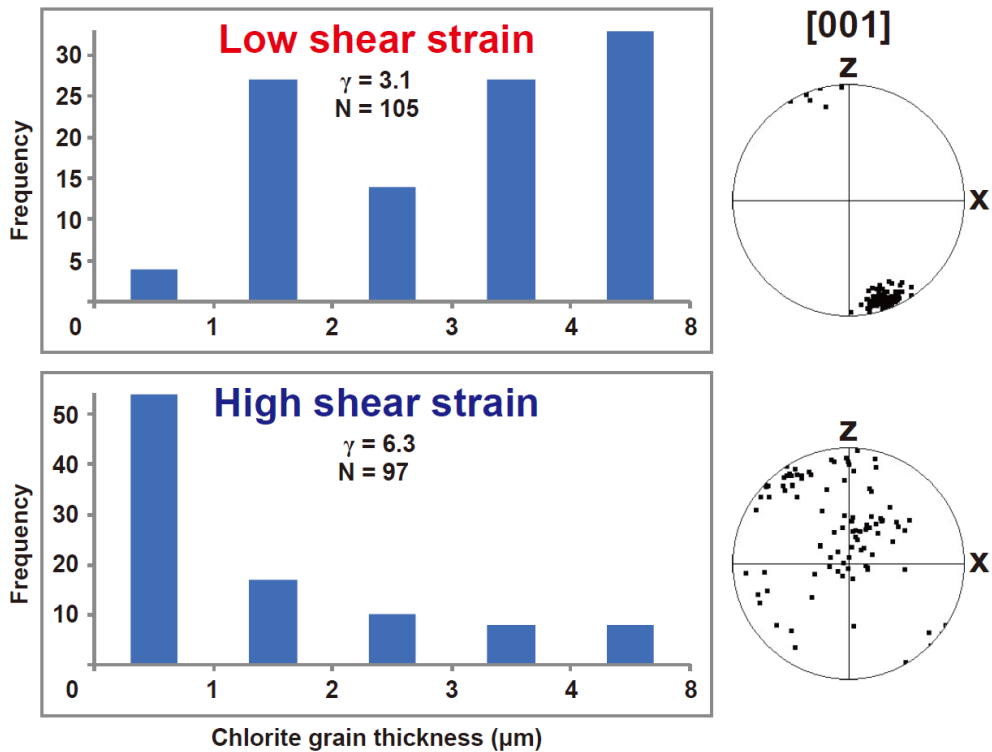 Low shear strain
γ = 3.1
N = 105
Frequency
30
25
20
15
10
5
0 1 2 3 4 8
[001]
Z
X
High shear strain
γ = 6.3
N = 97
Frequency
50
40
30
20
10
0 1 2 3 4 8
Z
X
Chlorite grain thickness (μm)